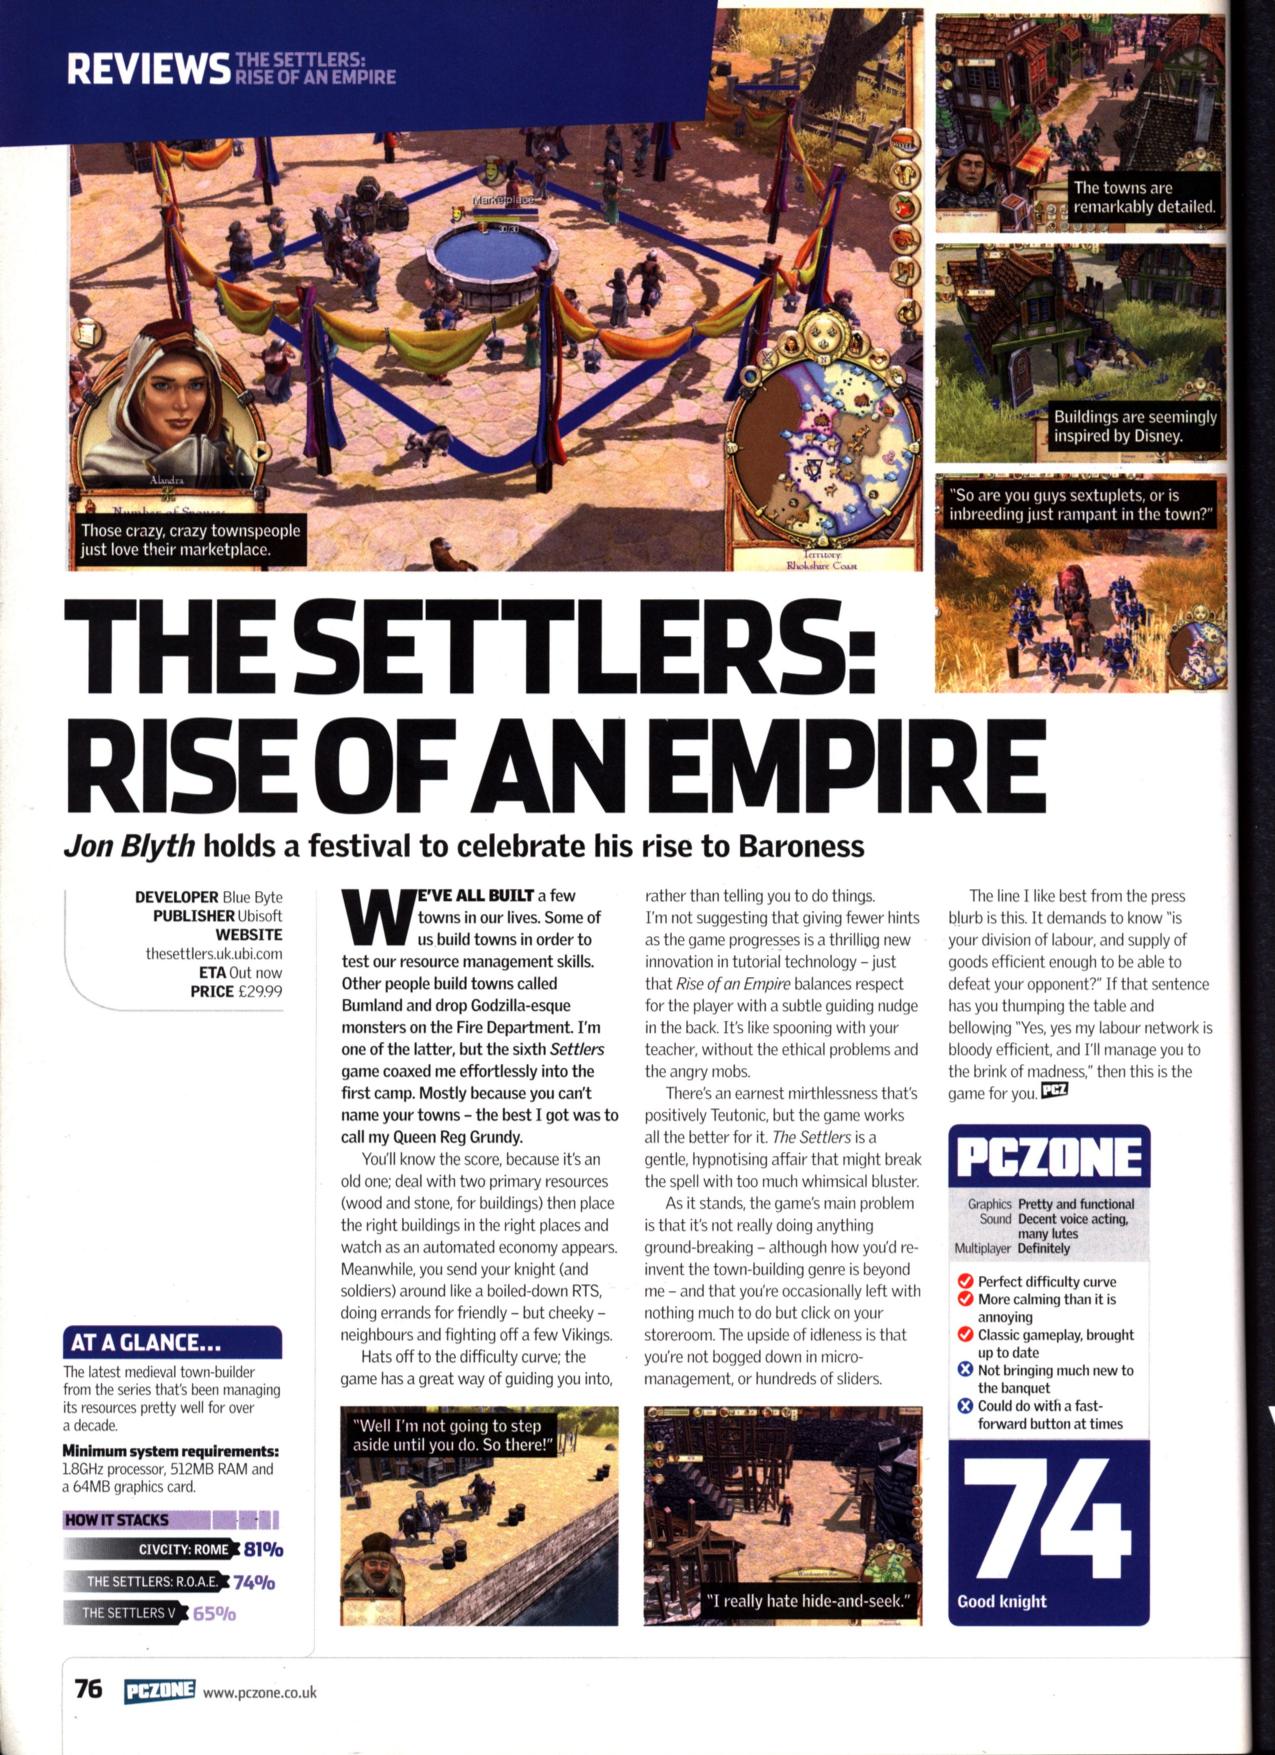 REVIEWS THE SETTLERS:
RISE OF AN EMPIRE
Marketplace
30/30
Alandra
Number of Spouses
Those crazy, crazy townspeople
just love their marketplace.
Territory:
Rhokshire Coast
The towns are
remarkably detailed.
Buildings are seemingly
inspired by Disney.
"So are you guys sextuplets, or is
inbreeding just rampant in the town?"
THE SETTLERS:
RISE OF AN EMPIRE
Jon Blyth holds a festival to celebrate his rise to Baroness
DEVELOPER Blue Byte
PUBLISHER Ubisoft
WEBSITE
thesettlers.uk.ubi.com
ETA Out now
PRICE £29.99
AT A GLANCE...
The latest medieval town-builder
from the series that's been managing
its resources pretty well for over
a decade.
Minimum system requirements:
1.8GHz processor, 512MB RAM and
a 64MB graphics card.
HOW IT STACKS
CIVCITY: ROME 81%
THE SETTLERS: R.O.A.E. 74%
THE SETTLERS V 65%
WE'VE ALL BUILT a few
towns in our lives. Some of
us build towns in order to
test our resource management skills.
Other people build towns called
Bumland and drop Godzilla-esque
monsters on the Fire Department. I'm
one of the latter, but the sixth Settlers
game coaxed me effortlessly into the
first camp. Mostly because you can't
name your towns – the best I got was to
call my Queen Reg Grundy.
You'll know the score, because it's an
old one; deal with two primary resources
(wood and stone, for buildings) then place
the right buildings in the right places and
watch as an automated economy appears.
Meanwhile, you send your knight (and
soldiers) around like a boiled-down RTS,
doing errands for friendly – but cheeky –
neighbours and fighting off a few Vikings.
Hats off to the difficulty curve; the
game has a great way of guiding you into,
"Well I'm not going to step
aside until you do. So there!"
rather than telling you to do things.
I'm not suggesting that giving fewer hints
as the game progresses is a thrilling new
innovation in tutorial technology – just
that Rise of an Empire balances respect
for the player with a subtle guiding nudge
in the back. It's like spooning with your
teacher, without the ethical problems and
the angry mobs.
There's an earnest mirthlessness that's
positively Teutonic, but the game works
all the better for it. The Settlers is a
gentle, hypnotising affair that might break
the spell with too much whimsical bluster.
As it stands, the game's main problem
is that it's not really doing anything
ground-breaking – although how you'd re-
invent the town-building genre is beyond
me – and that you're occasionally left with
nothing much to do but click on your
storeroom. The upside of idleness is that
you're not bogged down in micro-
management, or hundreds of sliders.
"I really hate hide-and-seek."
The line I like best from the press
blurb is this. It demands to know "is
your division of labour, and supply of
goods efficient enough to be able to
defeat your opponent?" If that sentence
has you thumping the table and
bellowing "Yes, yes my labour network is
bloody efficient, and I'll manage you to
the brink of madness," then this is the
game for you. PCZ
PCZONE
Graphics Pretty and functional
Sound Decent voice acting,
many lutes
Multiplayer Definitely
Perfect difficulty curve
More calming than it is
annoying
Classic gameplay, brought
up to date
Not bringing much new to
the banquet
Could do with a fast-
forward button at times
74
Good knight
76 PCZONE www.pczone.co.uk